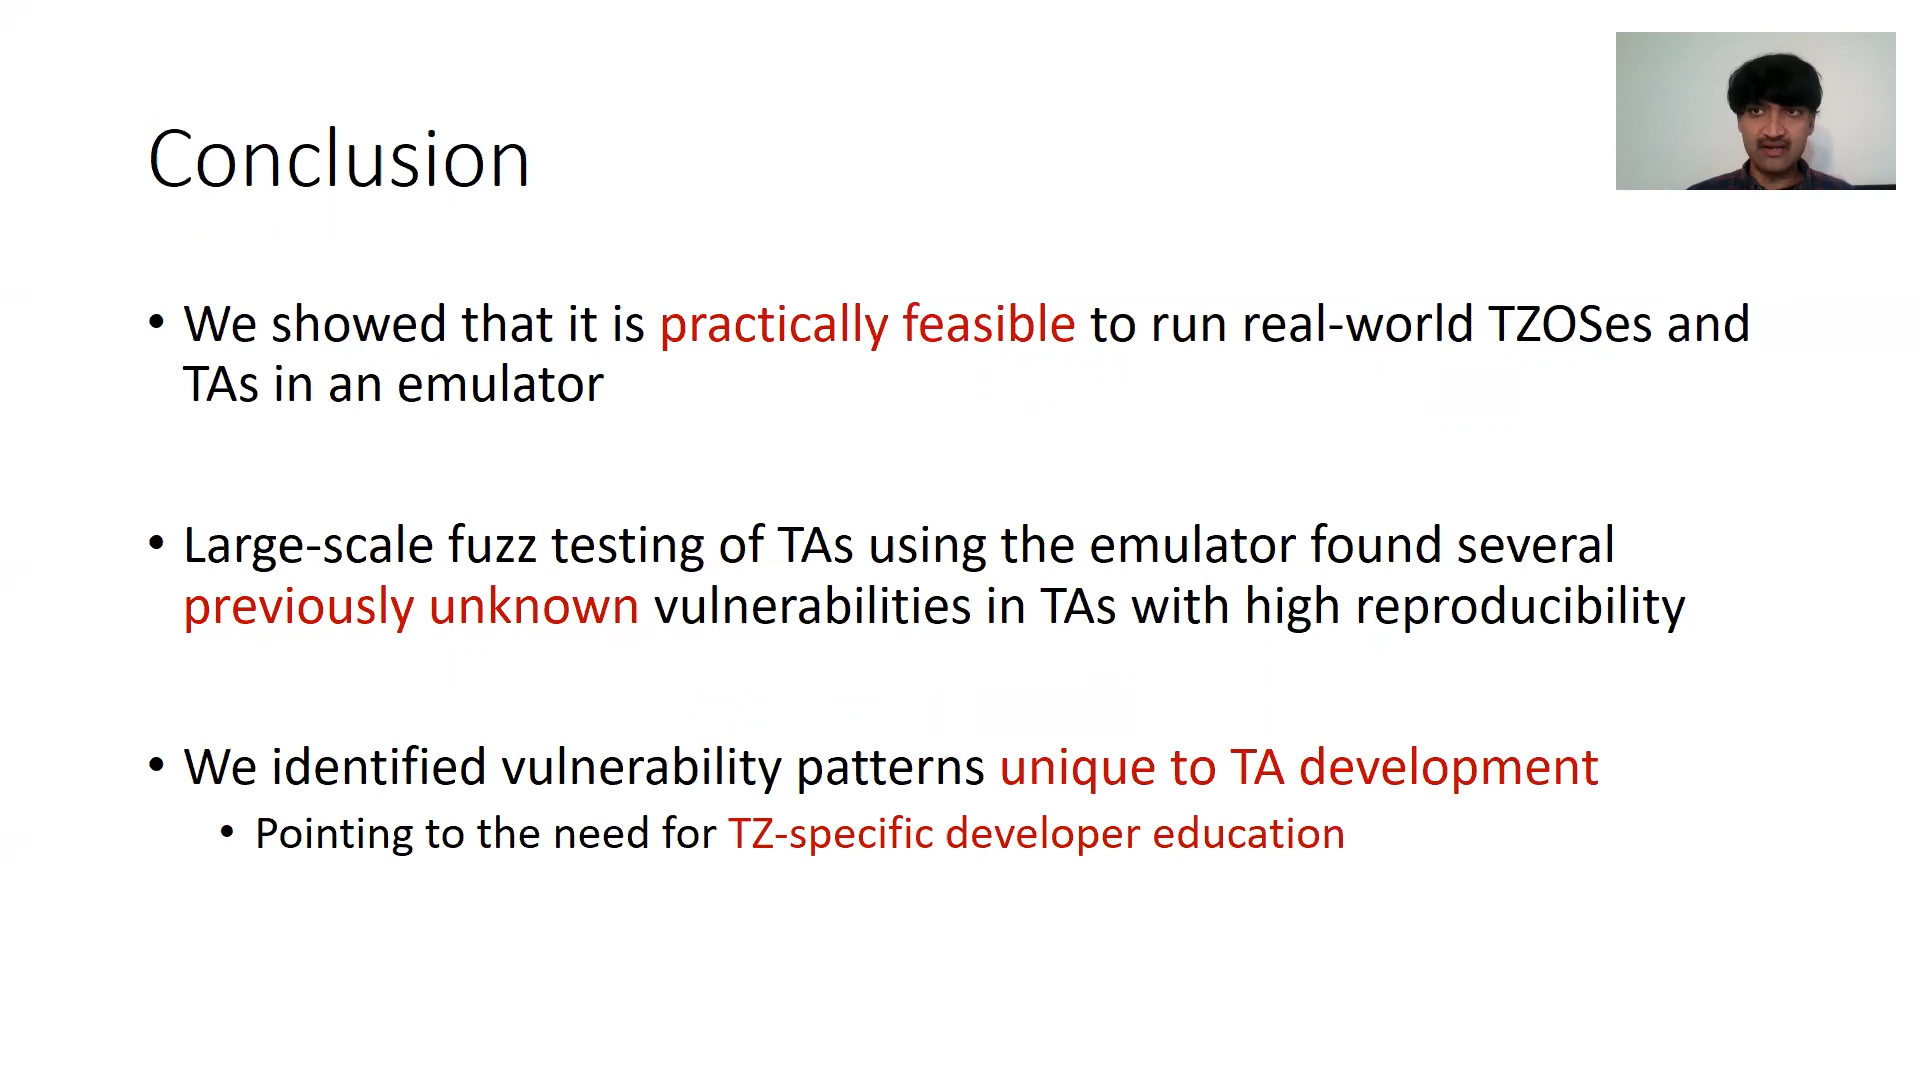 Conclusion
• We showed that it is practically feasible to run real-world TZOSes and
TAs in an emulator
• Large-scale fuzz testing of TAs using the emulator found several
previously unknown vulnerabilities in TAs with high reproducibility
• We identified vulnerability patterns unique to TA development
• Pointing to the need for TZ-specific developer education